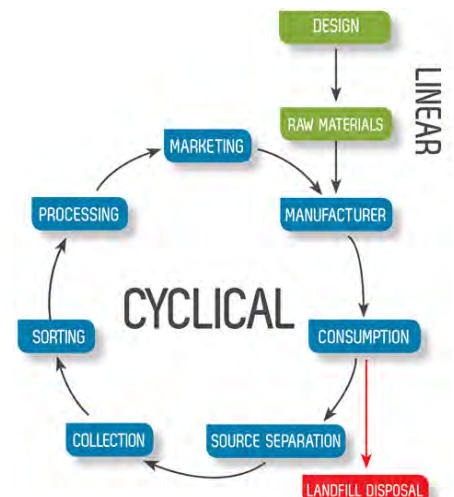 DESIGN
LINEAR
RAW MATERIALS
MARKETING
PROCESSING
MANUFACTURER
CYCLICAL
SORTING
CONSUMPTION
COLLECTION
SOURCE SEPARATION
LANDFILL DISPOSAL